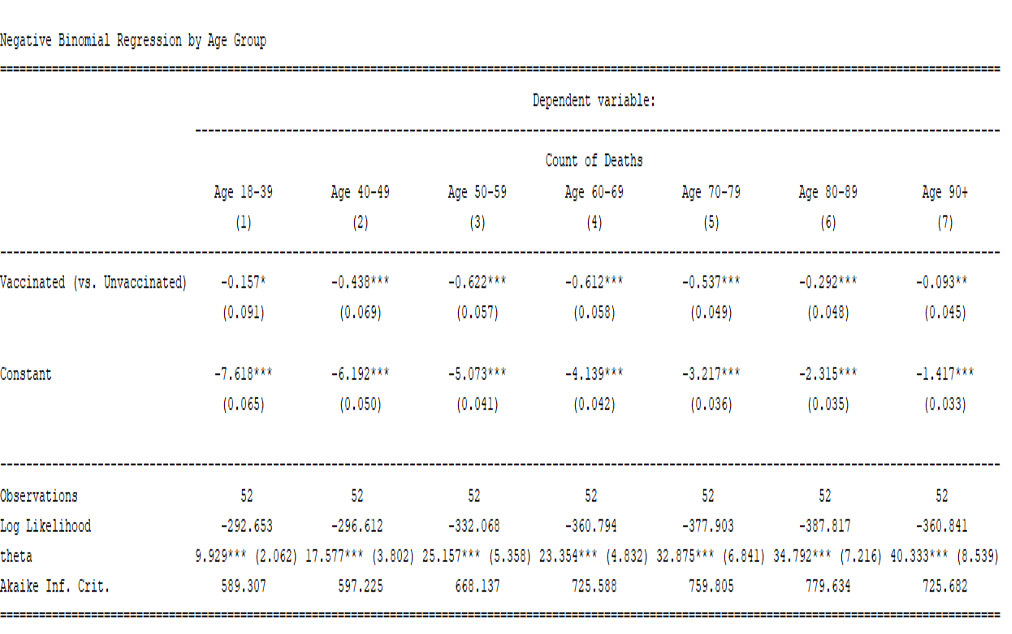 Negative Binomial Regression by Age Group
Dependent variable:
Count of Deaths
Age 18-39 Age 40-49 Age 50-59 Age 60-69 Age 70-79 Age 80-89 Age 90+
(1) (2) (3) (4) (5) (6) (7)
Vaccinated (vs. Unvaccinated) -0.157* -0.438*** -0.622*** -0.612*** -0.537*** -0.292*** -0.093**
(0.091) (0.069) (0.057) (0.058) (0.049) (0.048) (0.045)
Constant -7.618*** -6.192*** -5.073*** -4.139*** -3.217*** -2.315*** -1.417***
(0.065) (0.050) (0.041) (0.042) (0.036) (0.035) (0.033)
Observations 52 52 52 52 52 52 52
Log Likelihood -292.653 -296.612 -332.068 -360.794 -377.903 -387.817 -360.841
theta 9.929*** (2.062) 17.577*** (3.802) 25.157*** (5.358) 23.354*** (4.832) 32.875*** (6.841) 34.792*** (7.216) 40.333*** (8.539)
Akaike Inf. Crit. 589.307 597.225 668.137 725.588 759.805 779.634 725.682